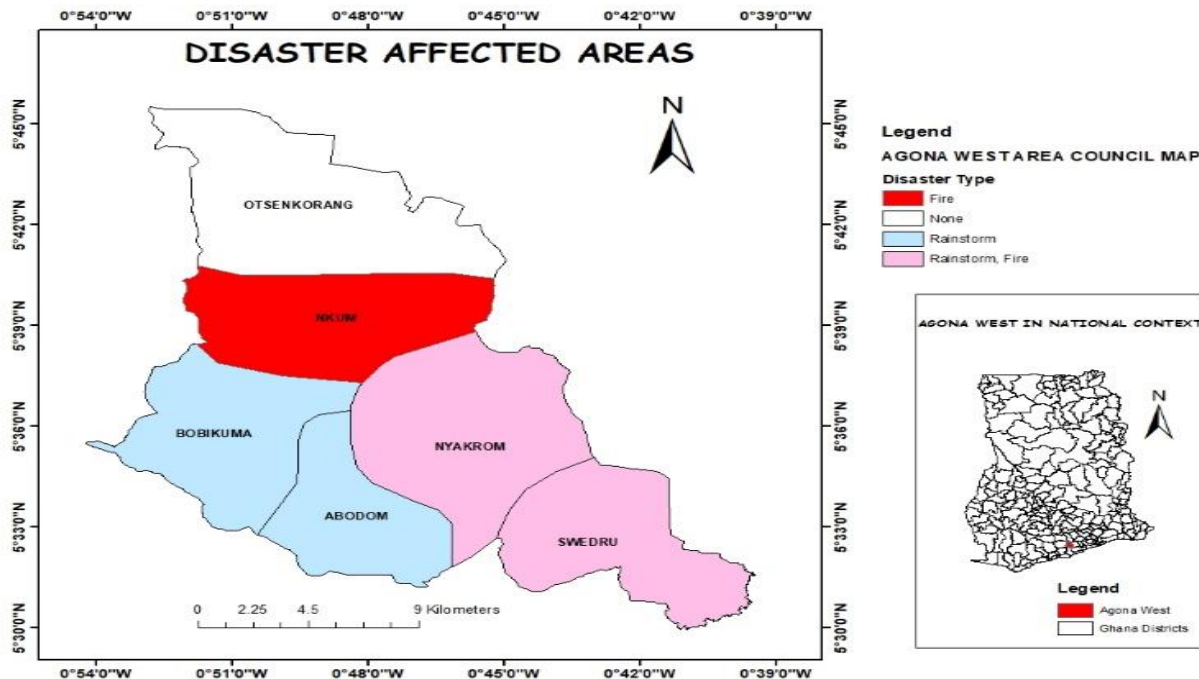 0°54'0"W 0°51'0"W 0°48'0"W 0°45'0"W 0°42'0"W 0°39'0"W
DISASTER AFFECTED AREAS
N
5°45'0"N 5°45'0"N
5°42'0"N 5°42'0"N
5°39'0"N 5°39'0"N
5°36'0"N 5°36'0"N
5°33'0"N 5°33'0"N
5°30'0"N 5°30'0"N
OTSENKORANG
NKUM
BOBIKUMA
NYAKROM
ABODOM
SWEDRU
0 2.25 4.5 9 Kilometers
0°54'0"W 0°51'0"W 0°48'0"W 0°45'0"W 0°42'0"W 0°39'0"W
Legend
AGONA WEST AREA COUNCIL MAP
Disaster Type
Fire
None
Rainstorm
Rainstorm, Fire
AGONA WEST IN NATIONAL CONTEXT
N
Legend
Agona West
Ghana Districts